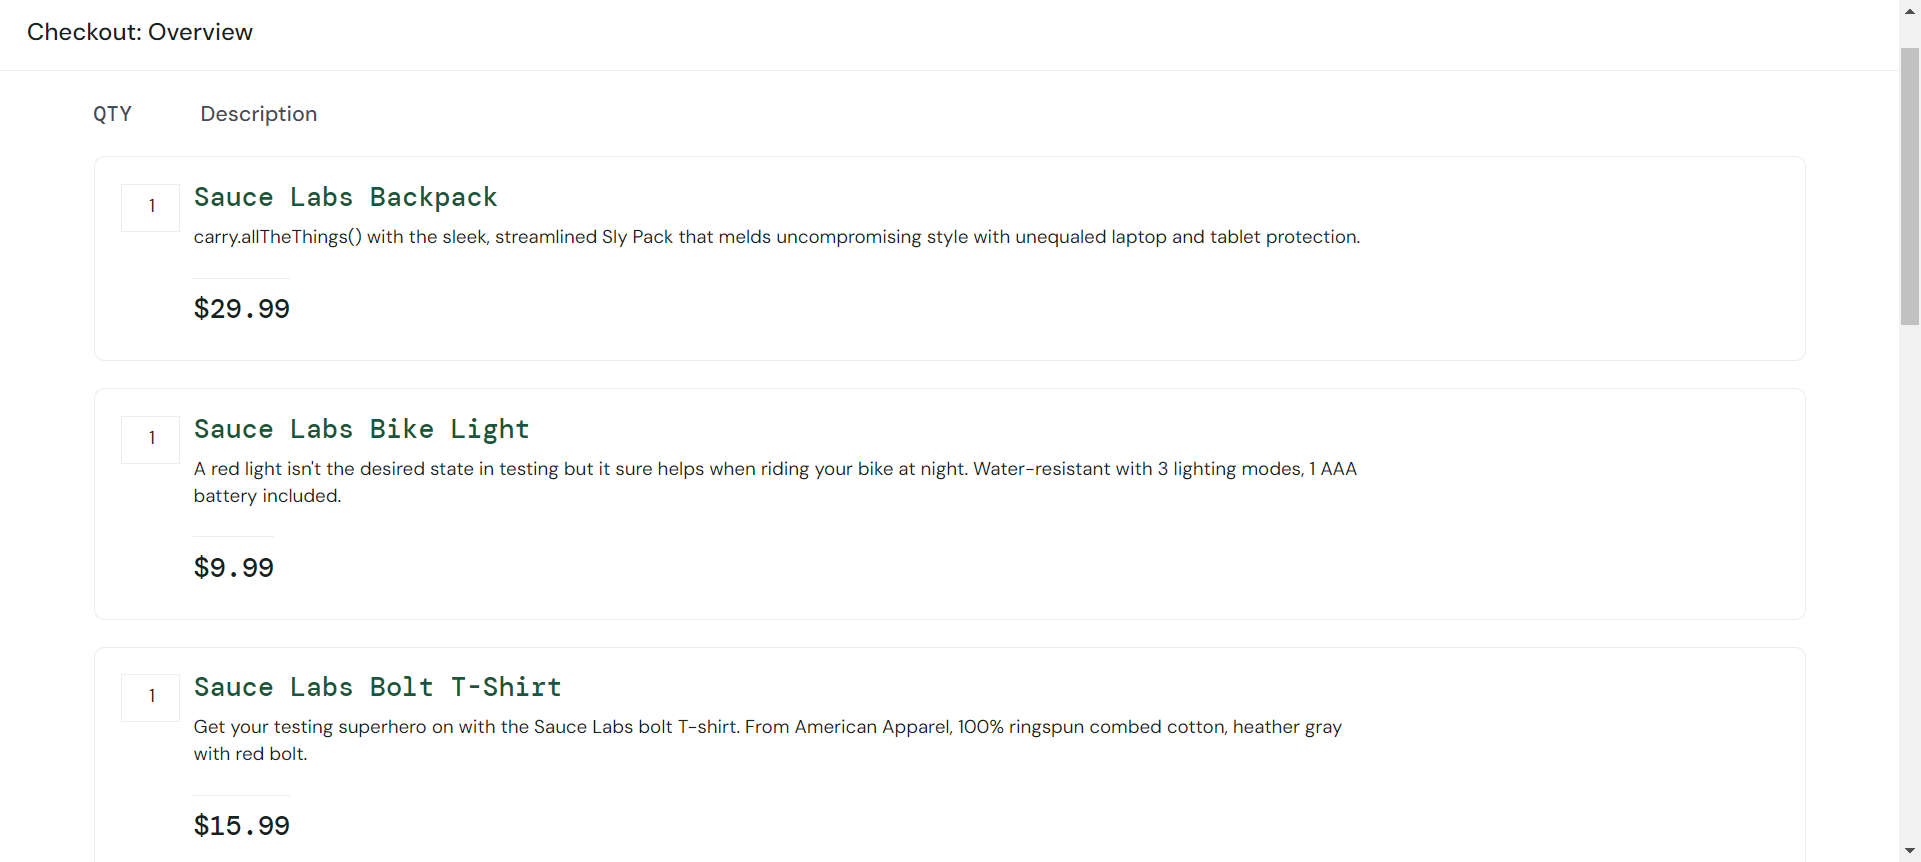 Checkout: Overview
QTY Description
1 Sauce Labs Backpack
carry.allTheThings() with the sleek, streamlined Sly Pack that melds uncompromising style with unequaled laptop and tablet protection.
$29.99
1 Sauce Labs Bike Light
A red light isn't the desired state in testing but it sure helps when riding your bike at night. Water-resistant with 3 lighting modes, 1 AAA
battery included.
$9.99
1 Sauce Labs Bolt T-Shirt
Get your testing superhero on with the Sauce Labs bolt T-shirt. From American Apparel, 100% ringspun combed cotton, heather gray
with red bolt.
$15.99